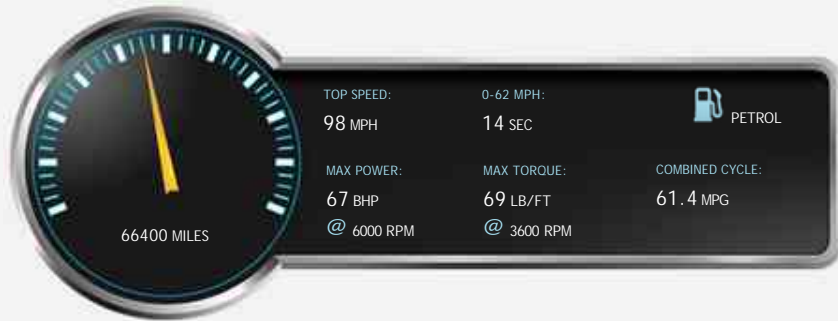 TOP SPEED:
98 MPH
0-62 MPH:
14 SEC
PETROL
MAX POWER:
67 BHP
@ 6000 RPM
MAX TORQUE:
69 LB/FT
@ 3600 RPM
COMBINED CYCLE:
61.4 MPG
66400 MILES